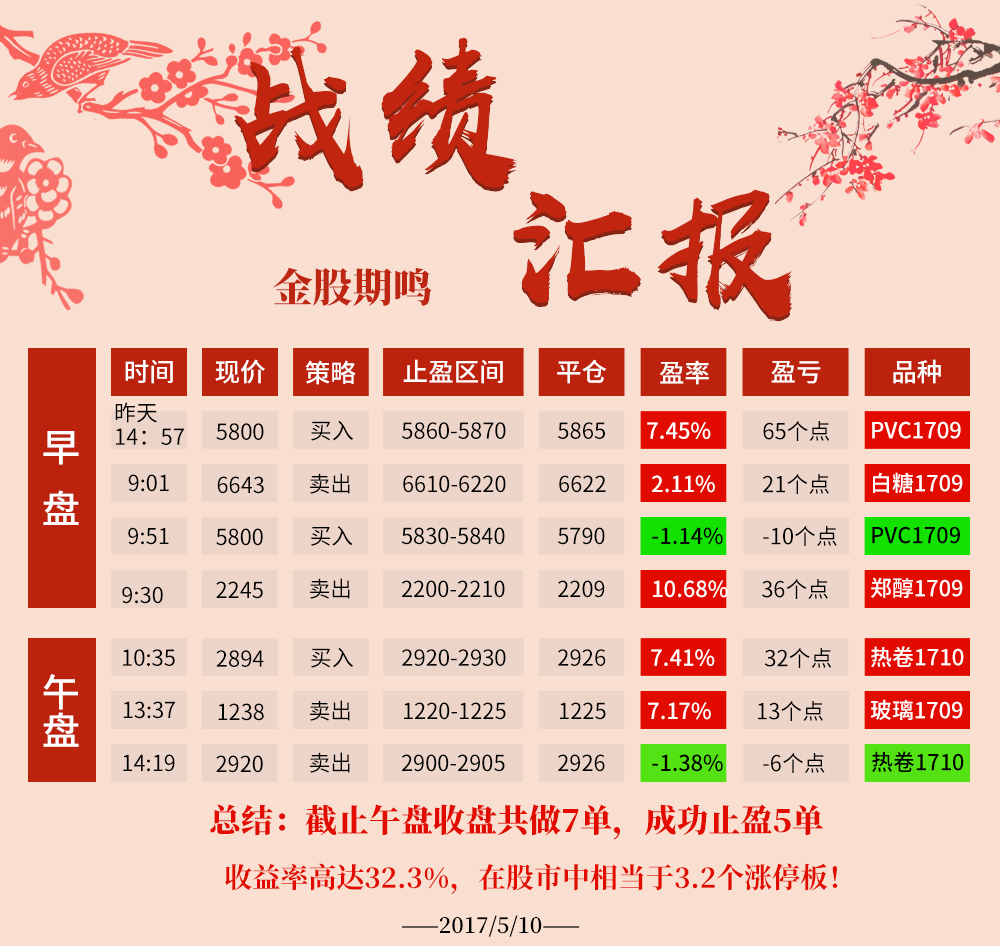 战绩
汇报
金股期鸣
时间 现价 策略 止盈区间 平仓 盈率 盈亏 品种
早盘
昨天
14：57 5800 买入 5860-5870 5865 7.45% 65个点 PVC1709
9:01 6643 卖出 6610-6220 6622 2.11% 21个点 白糖1709
9:51 5800 买入 5830-5840 5790 -1.14% -10个点 PVC1709
9:30 2245 卖出 2200-2210 2209 10.68% 36个点 郑醇1709
午盘
10:35 2894 买入 2920-2930 2926 7.41% 32个点 热卷1710
13:37 1238 卖出 1220-1225 1225 7.17% 13个点 玻璃1709
14:19 2920 卖出 2900-2905 2926 -1.38% -6个点 热卷1710
总结：截止午盘收盘共做7单，成功止盈5单
收益率高达32.3%，在股市中相当于3.2个涨停板！
——2017/5/10——